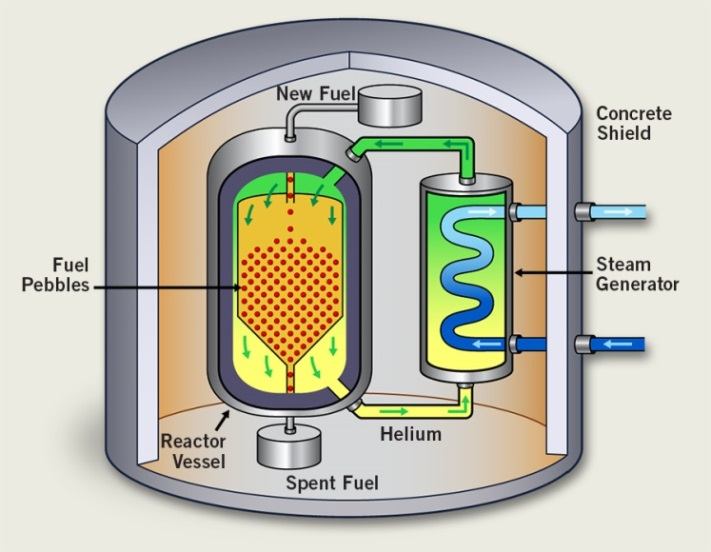 New Fuel
Concrete
Shield
Fuel
Pebbles
Steam
Generator
Reactor
Vessel
Helium
Spent Fuel